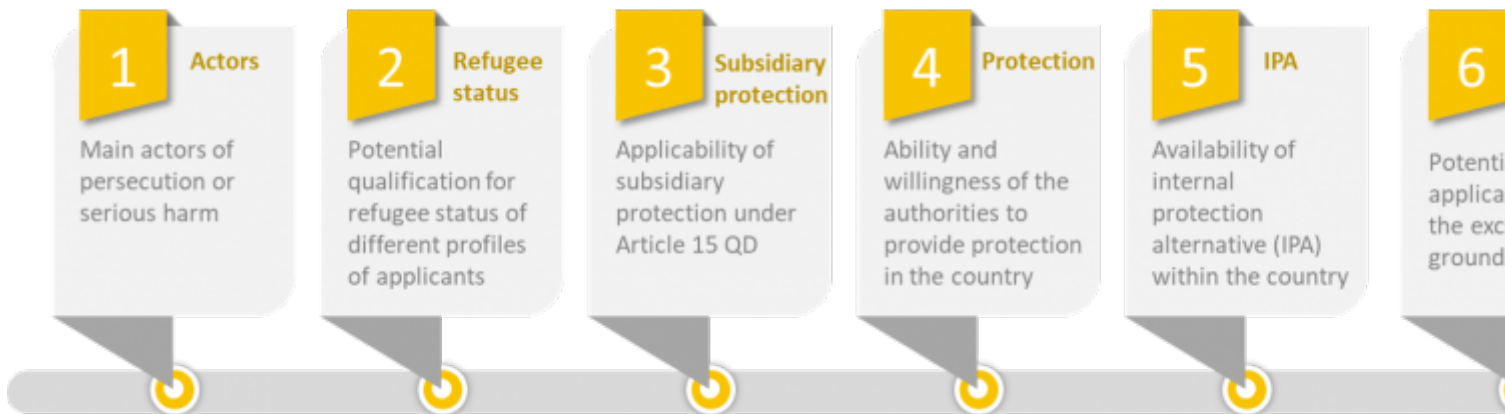 1
Actors
Main actors of
persecution or
serious harm
2
Refugee
status
Potential
qualification for
refugee status of
different profiles
of applicants
3
Subsidiary
protection
Applicability of
subsidiary
protection under
Article 15 QD
4
Protection
Ability and
willingness of the
authorities to
provide protection
in the country
5
IPA
Availability of
internal
protection
alternative (IPA)
within the country
6
the